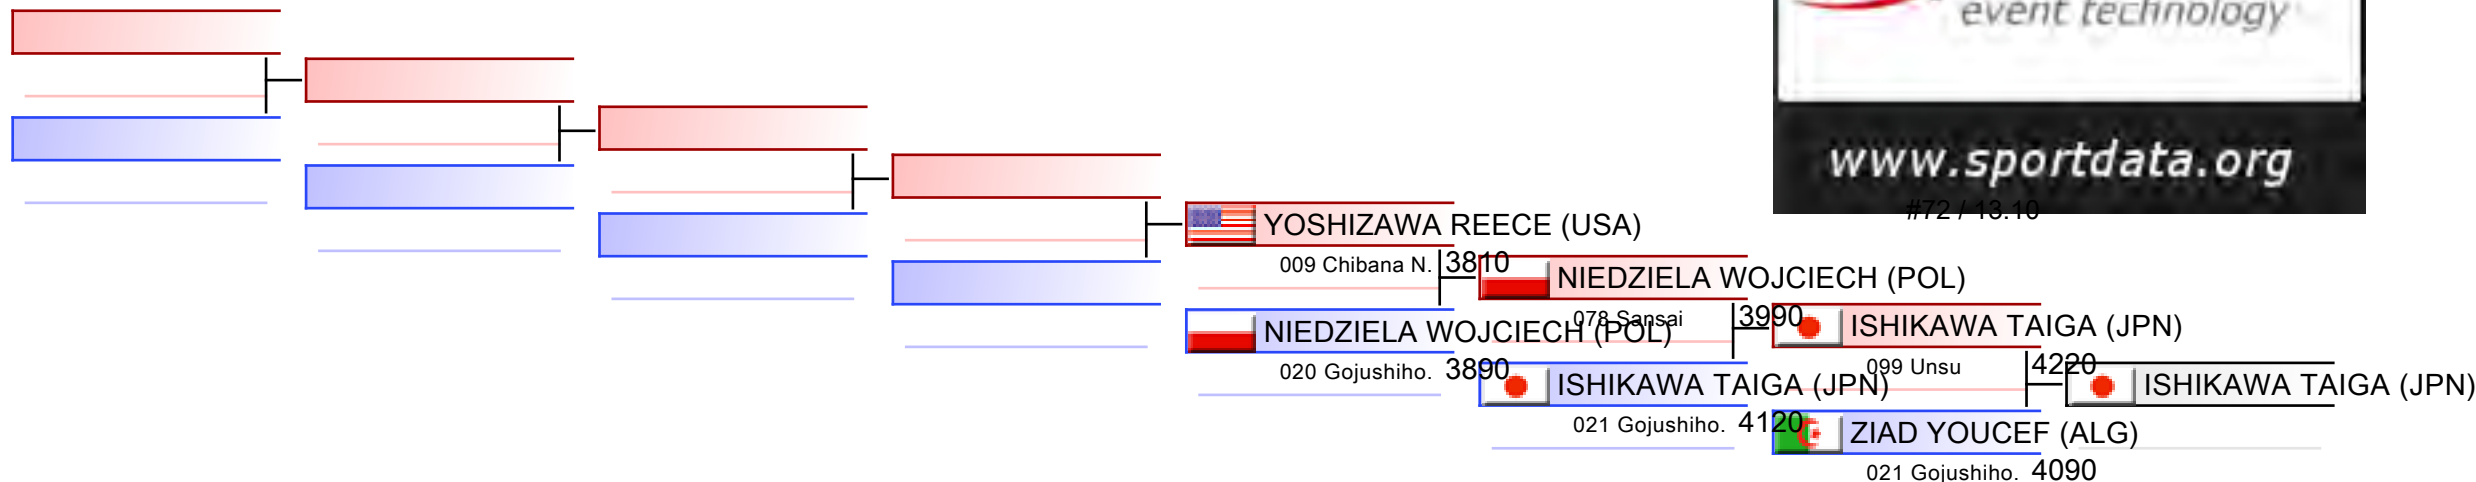 event technology
www.sportdata.org
#72 / 13.10
YOSHIZAWA REECE (USA)
009 Chibana N. 3810
NIEDZIELA WOJCIECH (POL)
020 Gojushiho. 3890
NIEDZIELA WOJCIECH (POL)
078 Sansai 3990
ISHIKAWA TAIGA (JPN)
021 Gojushiho. 4120
ISHIKAWA TAIGA (JPN)
099 Unsu 4220
ZIAD YOUCEF (ALG)
021 Gojushiho. 4090
ISHIKAWA TAIGA (JPN)